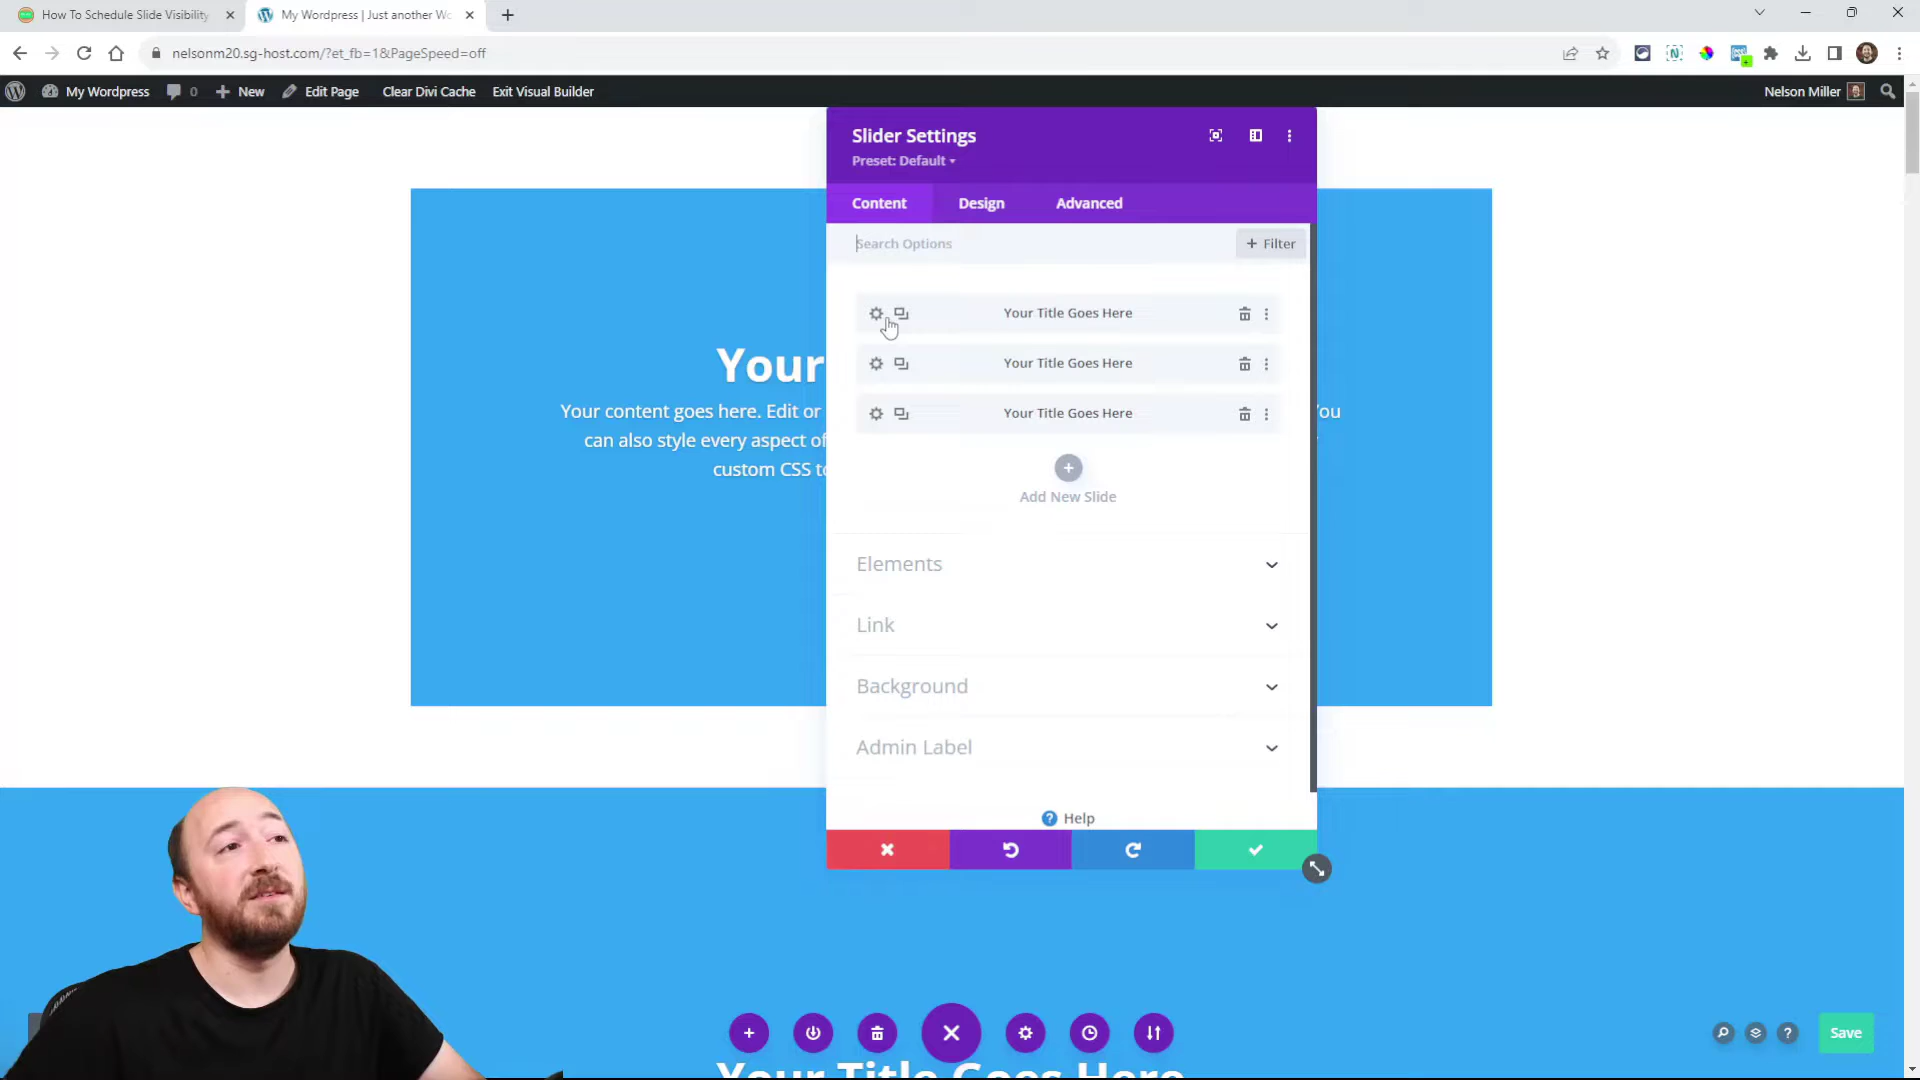 How To Schedule Slide Visibility
My Wordpress | Just another Wo
nelsonm20.sg-host.com/?et_fb=1&PageSpeed=off
My Wordpress 0 New Edit Page Clear Divi Cache Exit Visual Builder Nelson Miller
Slider Settings
Preset: Default
Content Design Advanced
Search Options + Filter
Your Title Goes Here
Your Title Goes Here
Your Title Goes Here
Add New Slide
Elements
Link
Background
Admin Label
Help
Your
Your content goes here. Edit or
can also style every aspect of
custom CSS to
Save
Your Title Goes Here